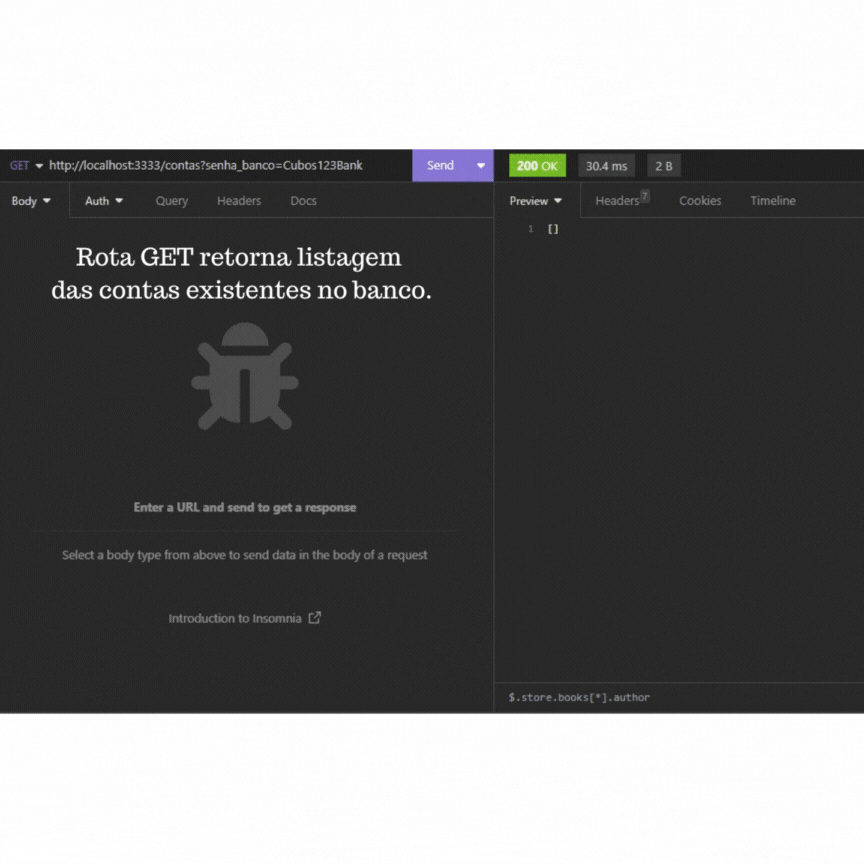 GET http://localhost:3333/contas?senha_banco=Cubos123Bank Send
200 OK 30.4 ms 2 B
Body Auth Query Headers Docs
Preview Headers 7 Cookies Timeline
1 []
Rota GET retorna listagem
das contas existentes no banco.
Enter a URL and send to get a response
Select a body type from above to send data in the body of a request
Introduction to Insomnia
$.store.books[*].author